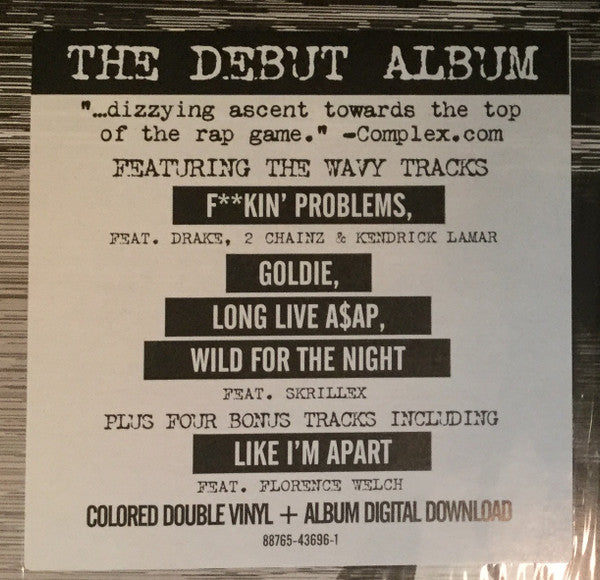 THE DEBUT ALBUM
"...dizzying ascent towards the top
of the rap game." -Complex.com
FEATURING THE WAVY TRACKS
F**KIN' PROBLEMS,
FEAT. DRAKE, 2 CHAINZ & KENDRICK LAMAR
GOLDIE,
LONG LIVE A$AP,
WILD FOR THE NIGHT
FEAT. SKRILLEX
PLUS FOUR BONUS TRACKS INCLUDING
LIKE I'M APART
FEAT. FLORENCE WELCH
COLORED DOUBLE VINYL + ALBUM DIGITAL DOWNLOAD
88765-43696-1